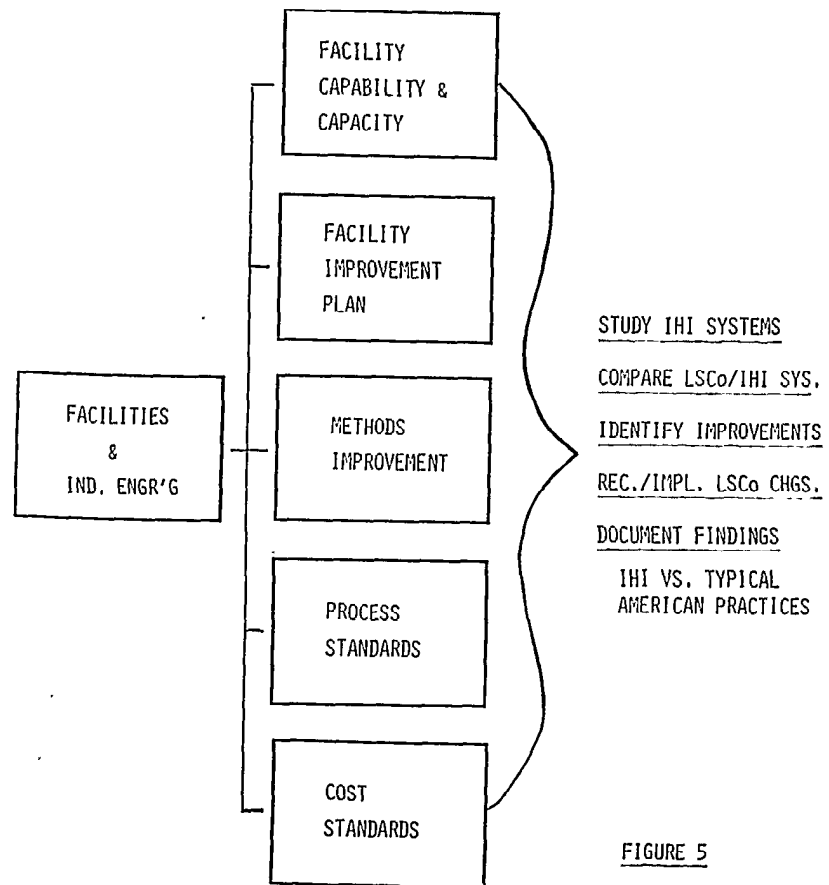 FACILITY
CAPABILITY &
CAPACITY
FACILITY
IMPROVEMENT
PLAN
FACILITIES
&
IND. ENGR'G
METHODS
IMPROVEMENT
PROCESS
STANDARDS
COST
STANDARDS
STUDY IHI SYSTEMS
COMPARE LSCo/IHI SYS.
IDENTIFY IMPROVEMENTS
REC./IMPL. LSCo CHGS.
DOCUMENT FINDINGS
IHI VS. TYPICAL
AMERICAN PRACTICES
FIGURE 5